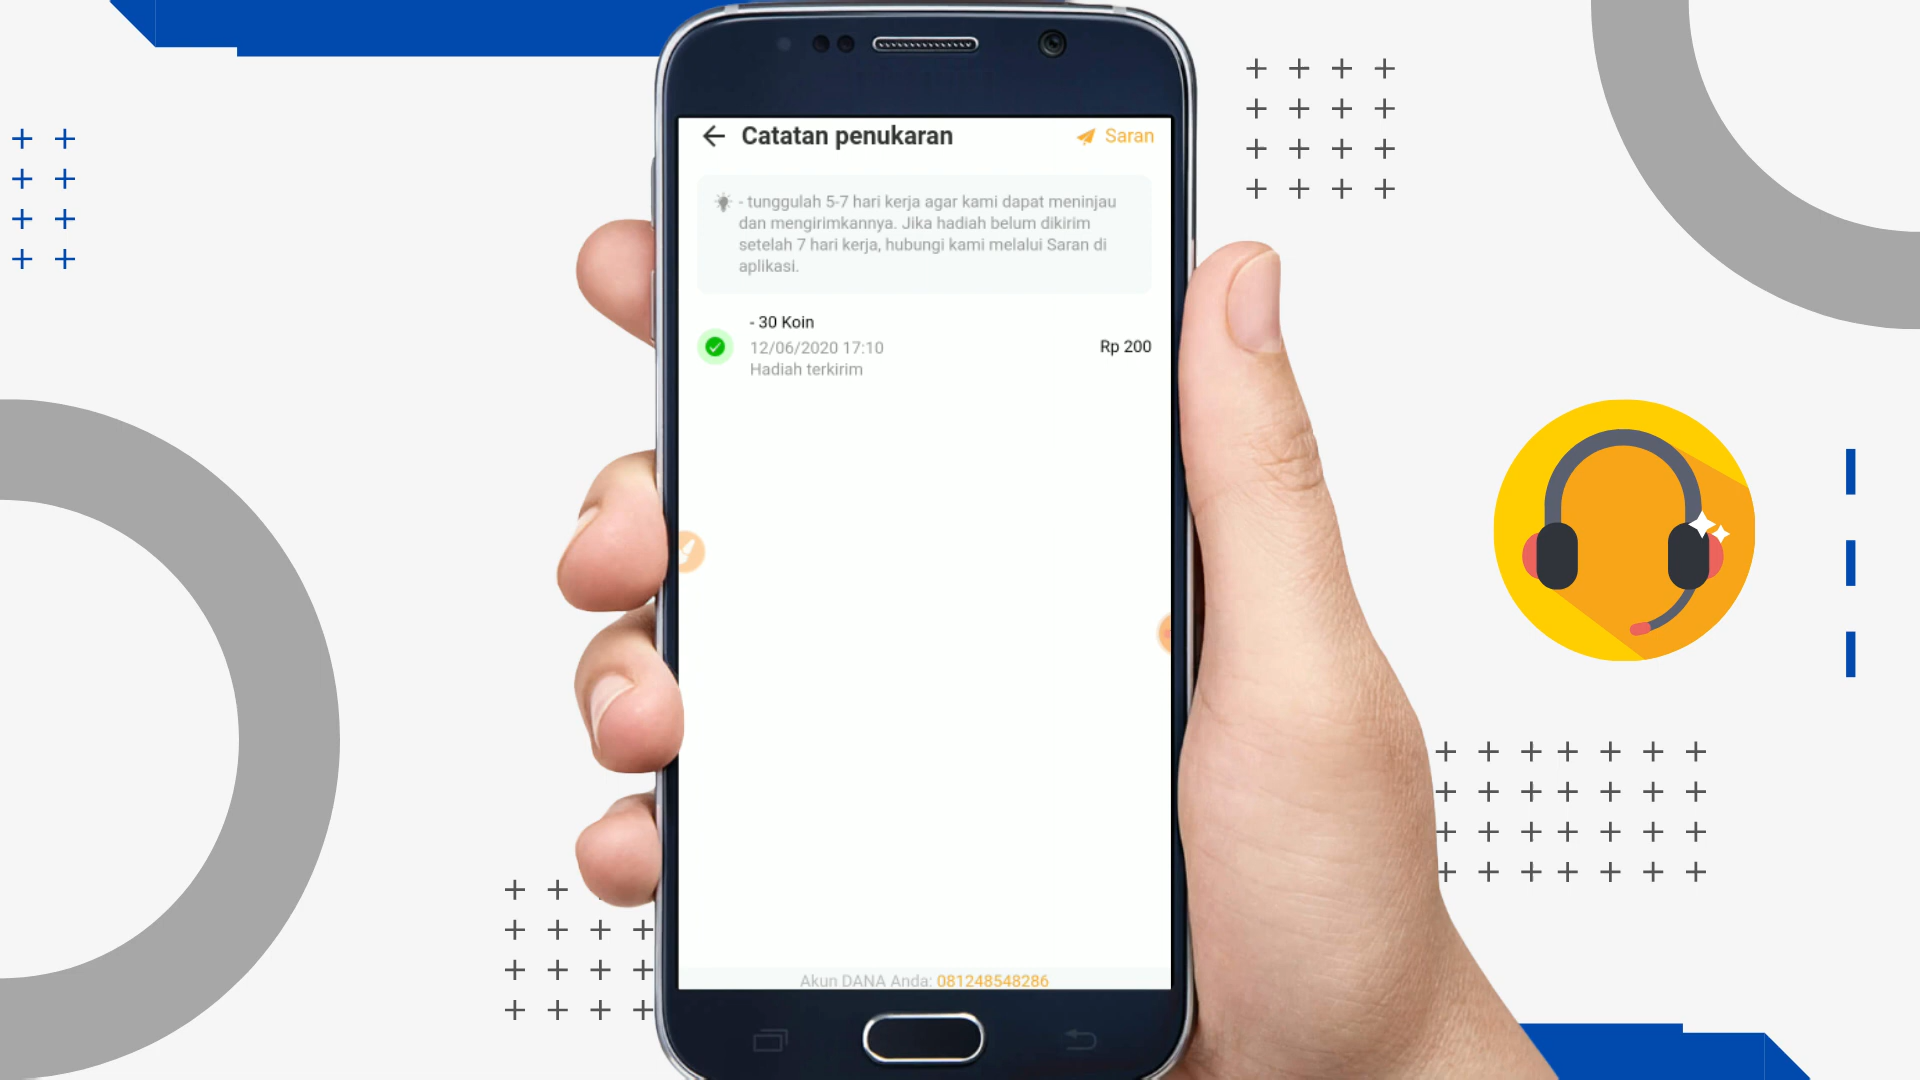 Catatan penukaran
Saran
- tunggulah 5-7 hari kerja agar kami dapat meninjau
dan mengirimkannya. Jika hadiah belum dikirim
setelah 7 hari kerja, hubungi kami melalui Saran di
aplikasi.
- 30 Koin
12/06/2020 17:10
Rp 200
Hadiah terkirim
Akun DANA Anda: 081248548286